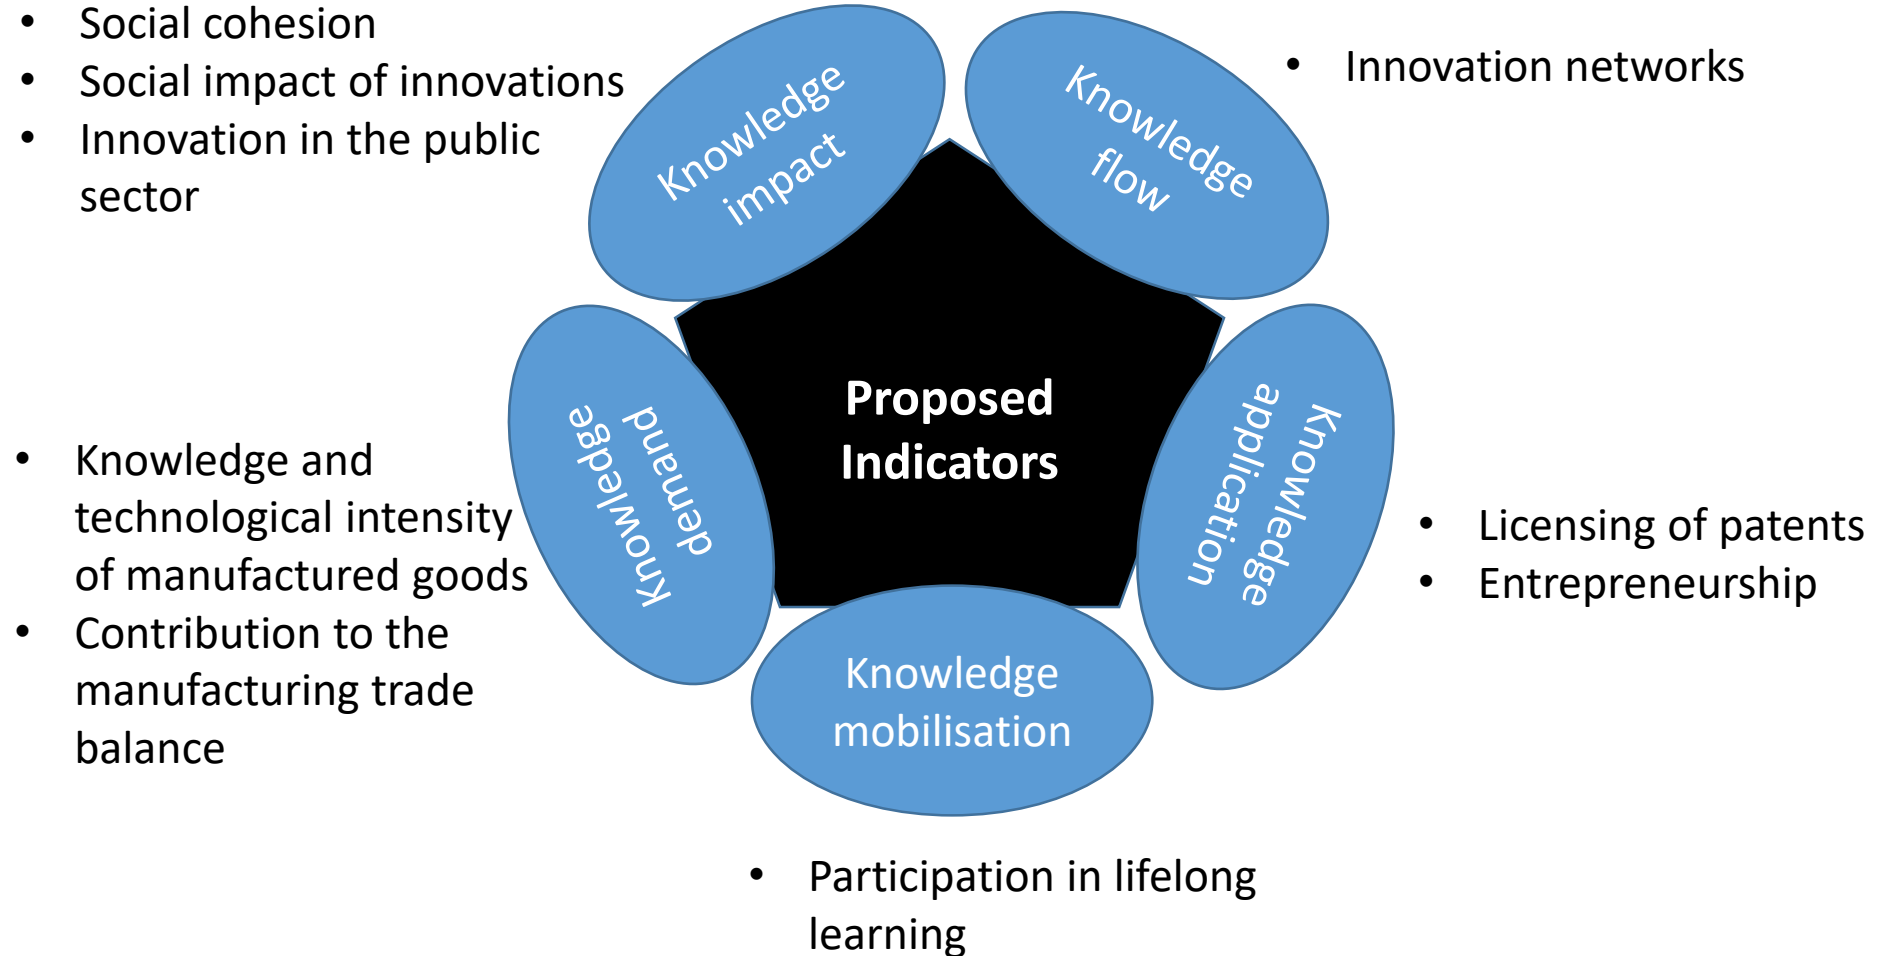 • Social cohesion
• Social impact of innovations
• Innovation in the public
sector
Knowledge
impact
Knowledge
flow
• Innovation networks
Proposed
Indicators
Knowledge
demand
• Knowledge and
technological intensity
of manufactured goods
• Contribution to the
manufacturing trade
balance
Knowledge
application
• Licensing of patents
• Entrepreneurship
Knowledge
mobilisation
• Participation in lifelong
learning